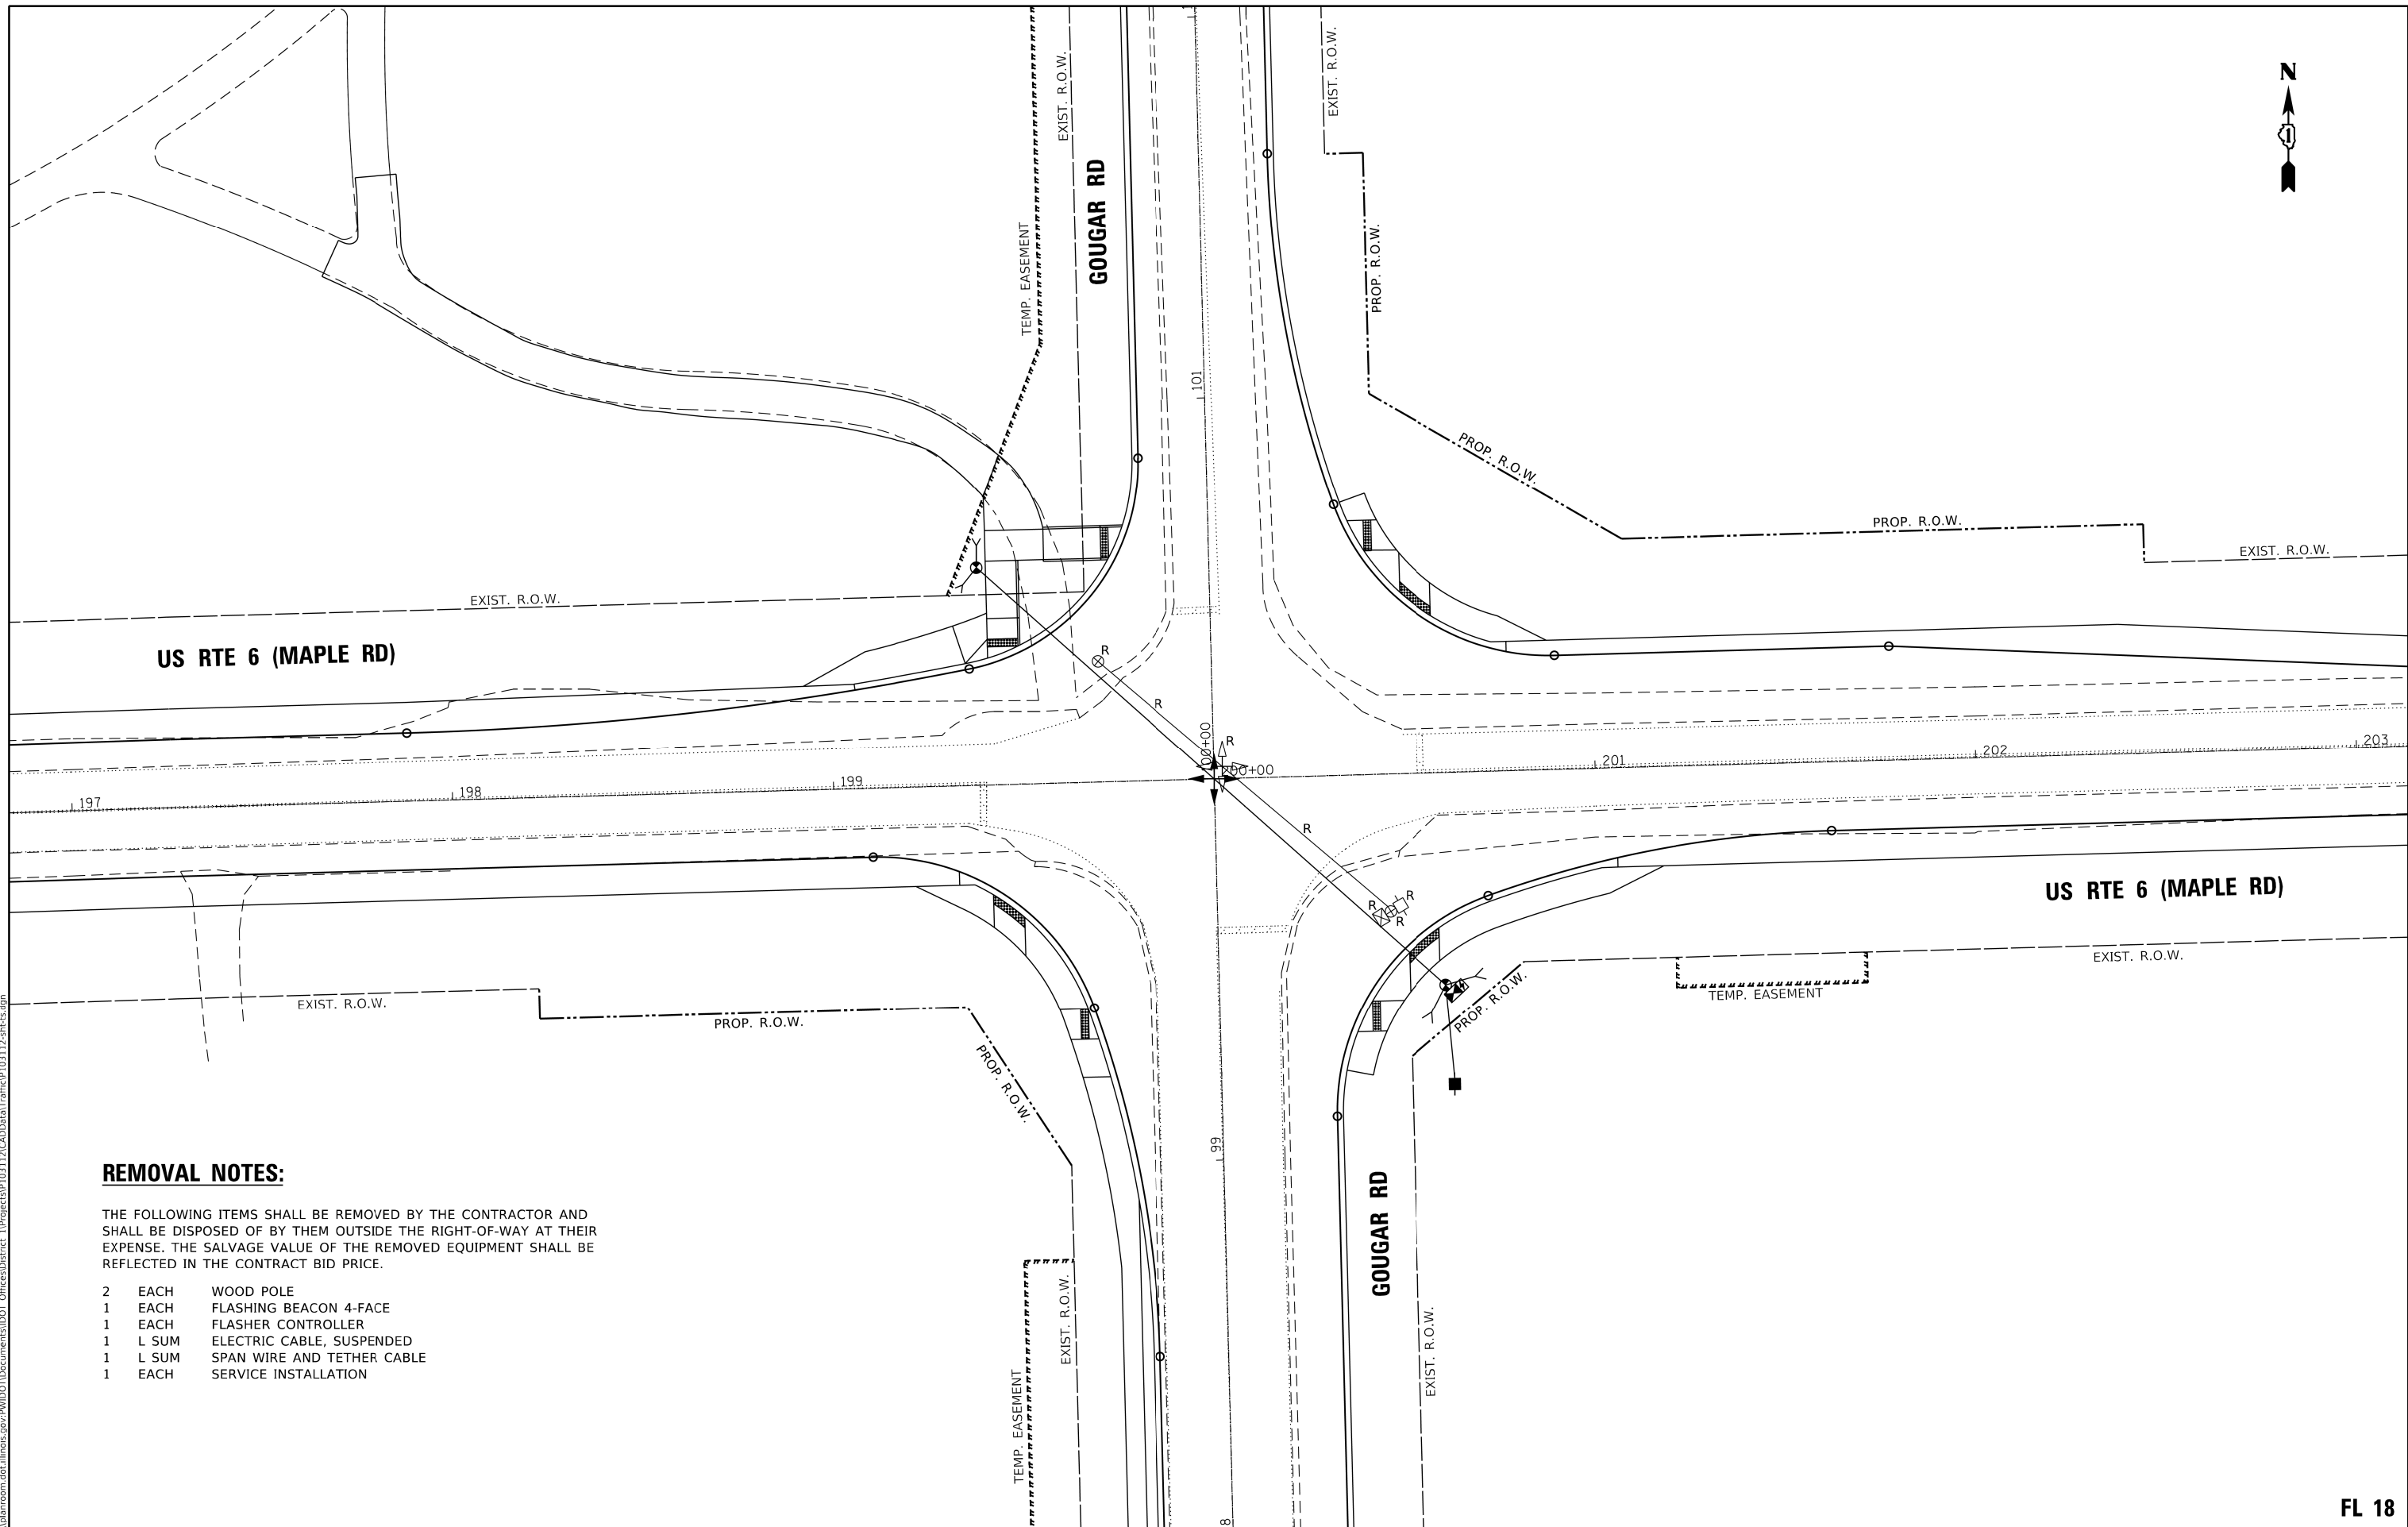 N
1
EXIST. R.O.W.
EXIST. R.O.W.
GOUGAR RD
TEMP. EASEMENT
PROP. R.O.W.
101
PROP. R.O.W.
PROP. R.O.W.
EXIST. R.O.W.
EXIST. R.O.W.
US RTE 6 (MAPLE RD)
R
R
100+00
R
200+00
R
197
198
199
201
202
203
R
R
R
US RTE 6 (MAPLE RD)
EXIST. R.O.W.
TEMP. EASEMENT
PROP. R.O.W.
EXIST. R.O.W.
PROP. R.O.W.
PROP. R.O.W.
99
GOUGAR RD
EXIST. R.O.W.
EXIST. R.O.W.
TEMP. EASEMENT
8
REMOVAL NOTES:
THE FOLLOWING ITEMS SHALL BE REMOVED BY THE CONTRACTOR AND
SHALL BE DISPOSED OF BY THEM OUTSIDE THE RIGHT-OF-WAY AT THEIR
EXPENSE. THE SALVAGE VALUE OF THE REMOVED EQUIPMENT SHALL BE
REFLECTED IN THE CONTRACT BID PRICE.
2 EACH WOOD POLE
1 EACH FLASHING BEACON 4-FACE
1 EACH FLASHER CONTROLLER
1 L SUM ELECTRIC CABLE, SUSPENDED
1 L SUM SPAN WIRE AND TETHER CABLE
1 EACH SERVICE INSTALLATION
FL 18